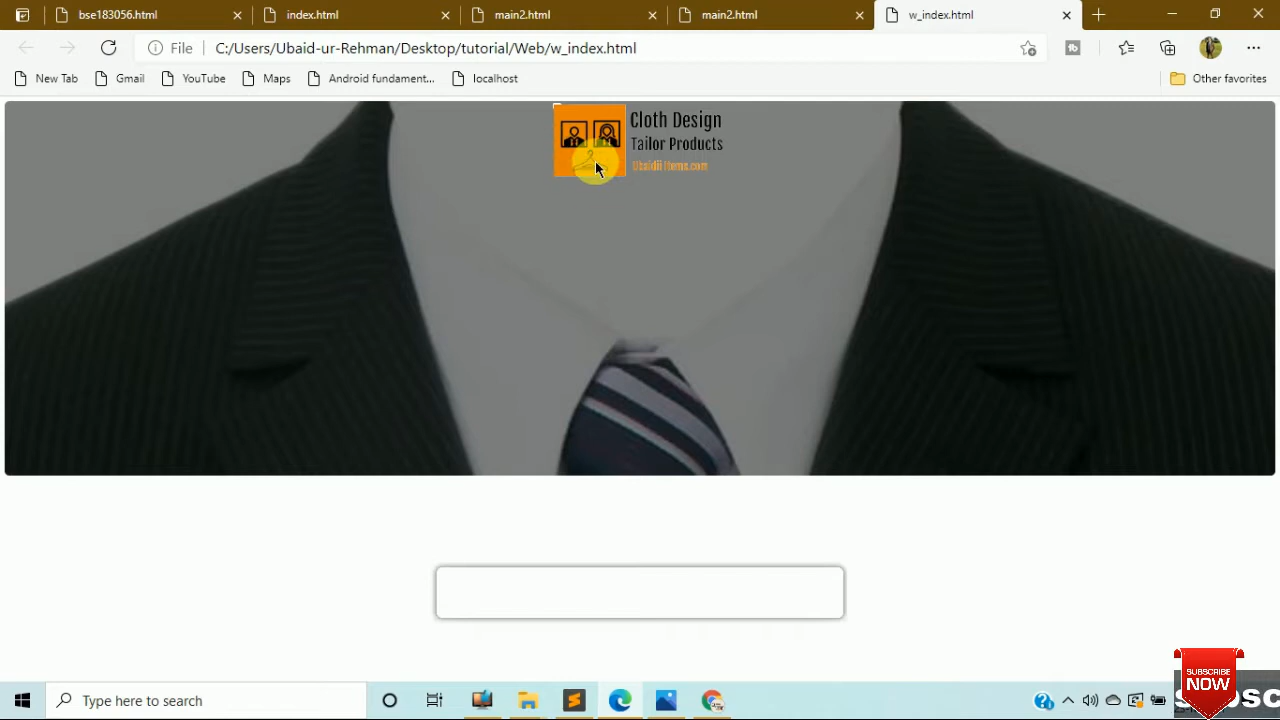 bse183056.html
index.html
main2.html
main2.html
w_index.html
File
C:/Users/Ubaid-ur-Rehman/Desktop/tutorial/Web/w_index.html
New Tab
Gmail
YouTube
Maps
Android fundament...
localhost
Other favorites
Cloth Design
Tailor Products
Ubaidii Items.com
Type here to search
SUBSCRIBE
NOW